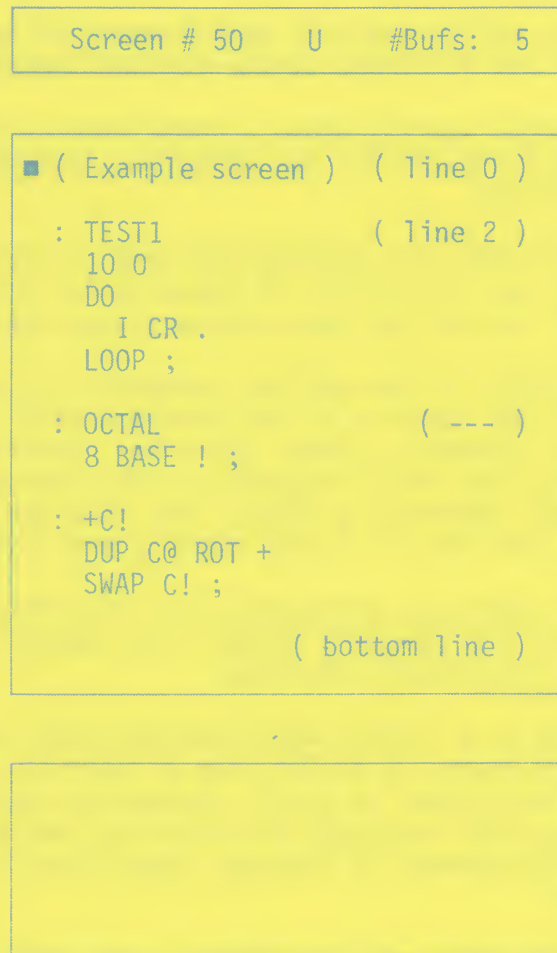 Screen # 50 U #Bufs: 5
■ ( Example screen ) ( line 0 )
: TEST1 ( line 2 )
10 0
DO
I CR .
LOOP ;
: OCTAL ( --- )
8 BASE ! ;
: +C!
DUP C@ ROT +
SWAP C! ;
( bottom line )